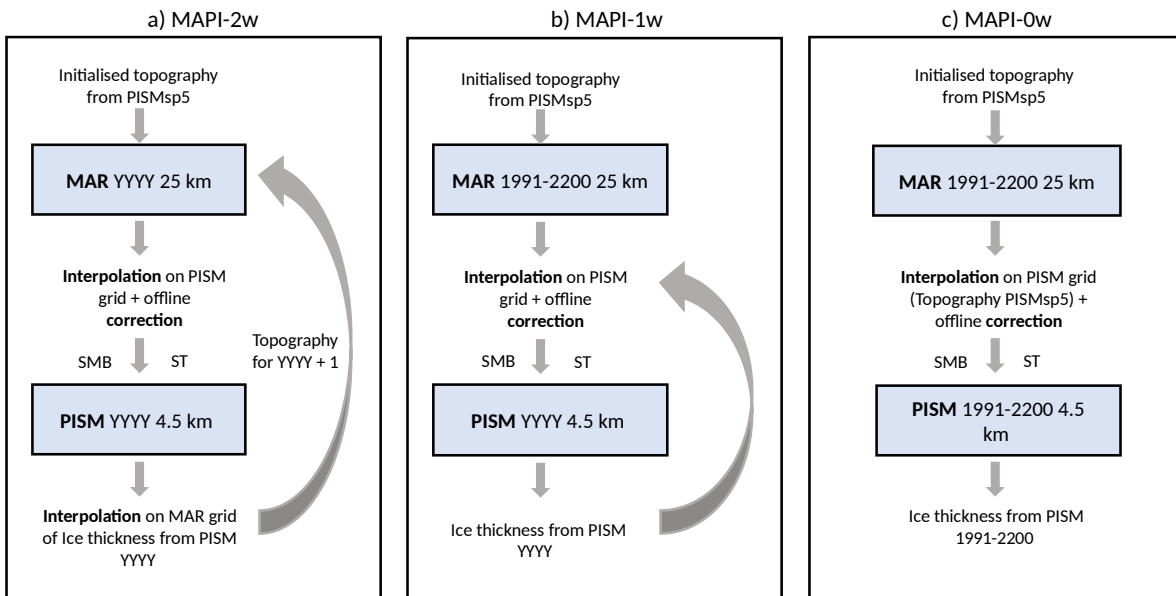 a) MAPI-2w
Initialised topography
from PISMsp5
MAR YYYY 25 km
Interpolation on PISM
grid + offline
correction
SMB
ST
Topography
for YYYY + 1
PISM YYYY 4.5 km
Interpolation on MAR grid
of Ice thickness from PISM
YYYY
b) MAPI-1w
Initialised topography
from PISMsp5
MAR 1991-2200 25 km
Interpolation on PISM
grid + offline
correction
SMB
ST
PISM YYYY 4.5 km
Ice thickness from PISM
YYYY
c) MAPI-0w
Initialised topography
from PISMsp5
MAR 1991-2200 25 km
Interpolation on PISM grid
(Topography PISMsp5) +
offline correction
SMB
ST
PISM 1991-2200 4.5
km
Ice thickness from PISM
1991-2200